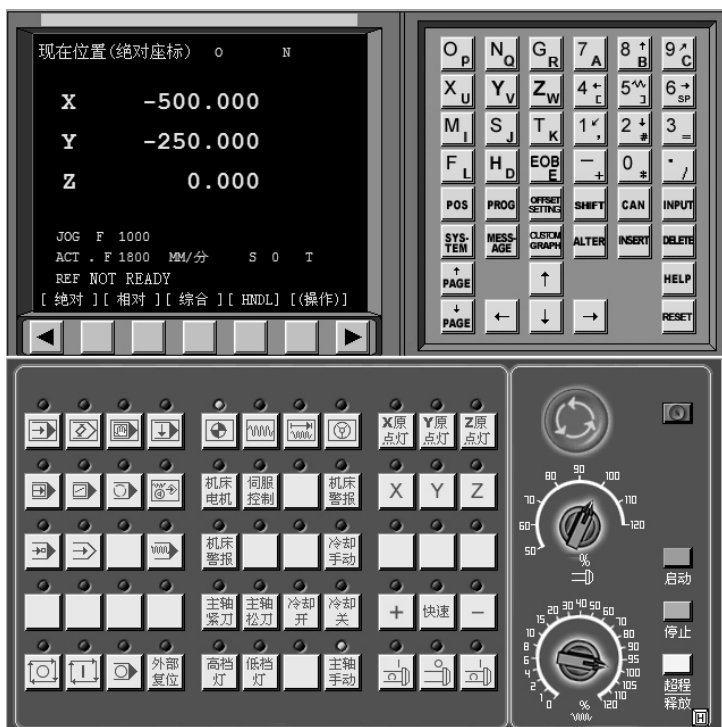 现在位置(绝对座标) O N
X -500.000
Y -250.000
Z 0.000
JOG F 1000
ACT . F 1800 MM/分 S 0 T
REF NOT READY
[ 绝对 ][ 相对 ][ 综合 ][ HNDL] [(操作)]
O P N Q G R 7 A 8 ↑ B 9 ↗ C
X U Y V Z W 4 ← [ 5 ] 6 → SP
M I S J T K 1 ↙ , 2 ↓ # 3 =
F L H D EOB E - + 0 * . /
POS PROG OFFSET SETTING SHIFT CAN INPUT
SYS-TEM MESS-AGE CUSTOM GRAPH ALTER INSERT DELETE
↑ PAGE ↑ HELP
↓ PAGE ← ↓ → RESET
X原点灯 Y原点灯 Z原点灯
机床电机 伺服控制 机床警报 X Y Z
机床警报 冷却手动
主轴紧刀 主轴松刀 冷却开 冷却关 + 快速 -
外部复位 高档灯 低档灯 主轴手动
50 60 70 80 90 100 110 120
%
启动
停止
超程释放
0 1 2 4 6 8 10 15 20 30 40 50 60 70 80 90 95 100 105 110 120
%